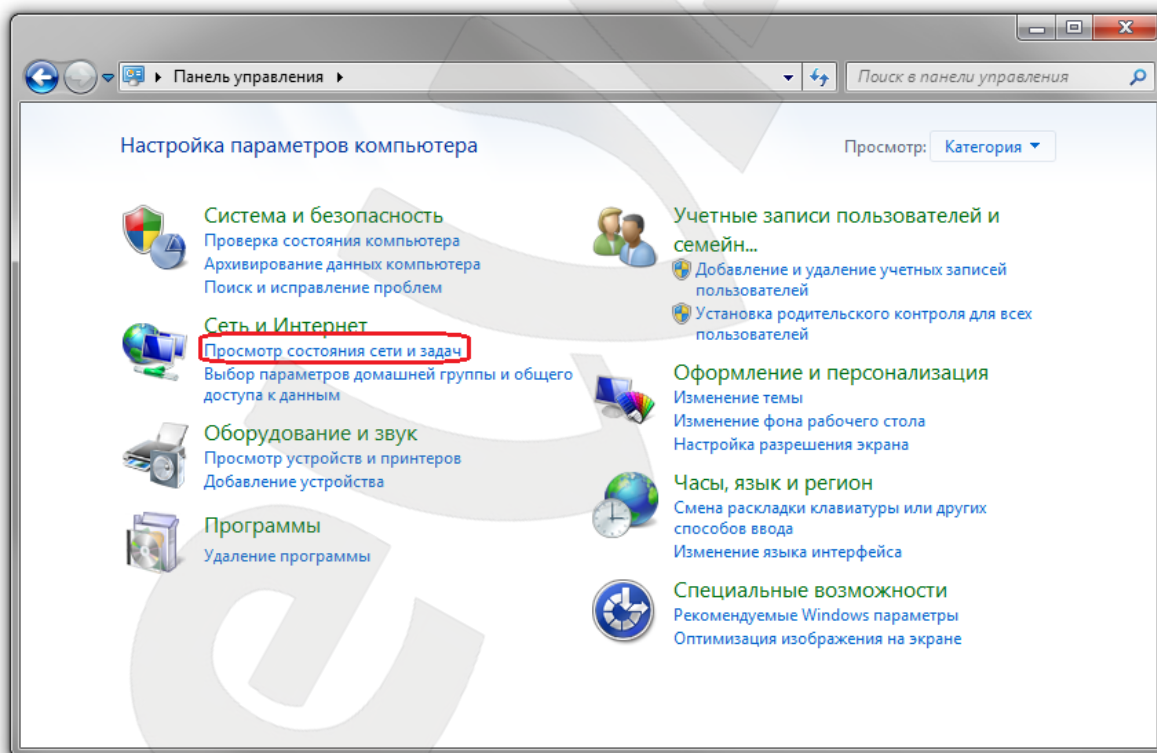 Панель управления
Поиск в панели управления
Настройка параметров компьютера
Просмотр: Категория
Система и безопасность
Проверка состояния компьютера
Архивирование данных компьютера
Поиск и исправление проблем
Сеть и Интернет
Просмотр состояния сети и задач
Выбор параметров домашней группы и общего
доступа к данным
Оборудование и звук
Просмотр устройств и принтеров
Добавление устройства
Программы
Удаление программы
Учетные записи пользователей и
семейн...
Добавление и удаление учетных записей
пользователей
Установка родительского контроля для всех
пользователей
Оформление и персонализация
Изменение темы
Изменение фона рабочего стола
Настройка разрешения экрана
Часы, язык и регион
Смена раскладки клавиатуры или других
способов ввода
Изменение языка интерфейса
Специальные возможности
Рекомендуемые Windows параметры
Оптимизация изображения на экране